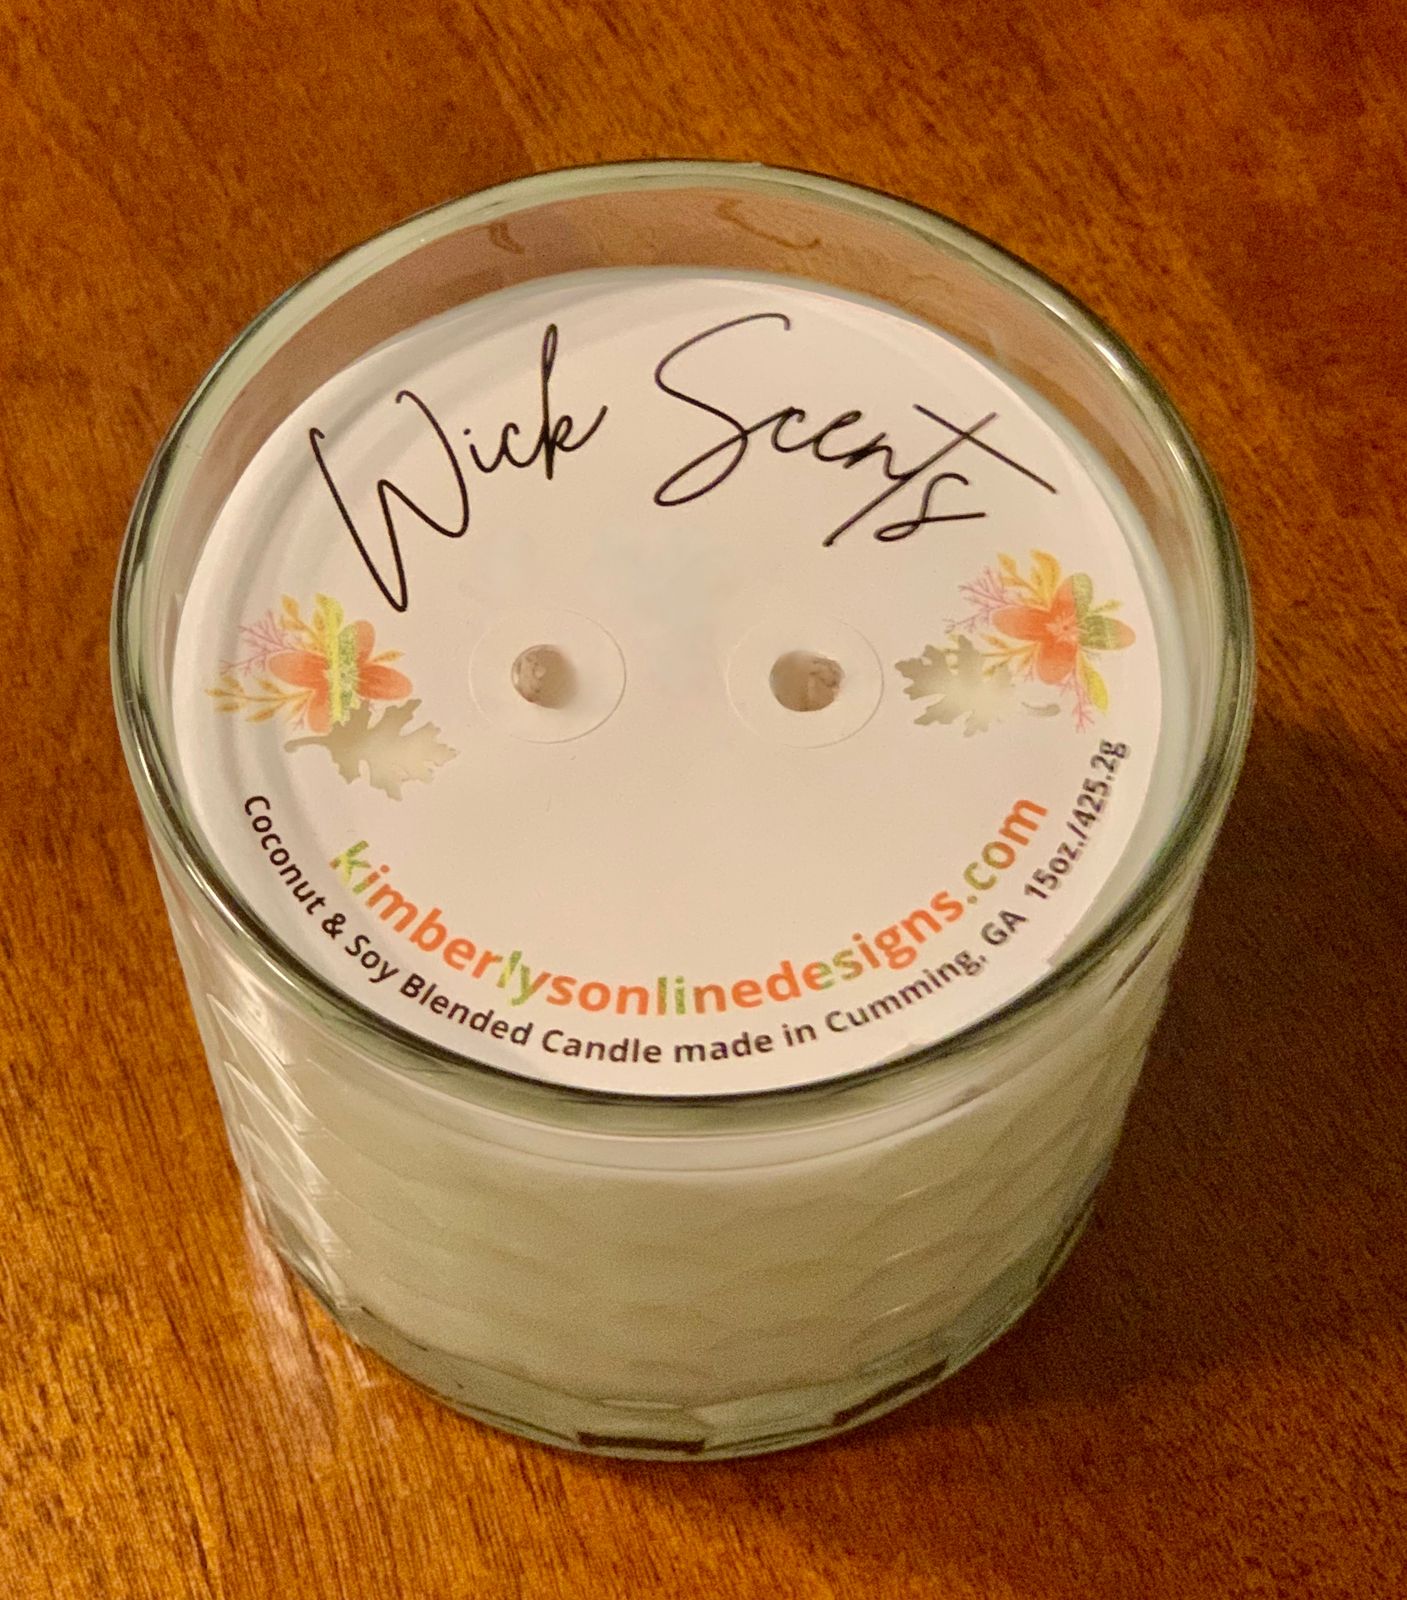 Wick Scents
kimberlysonlinedesigns.com
Coconut & Soy Blended Candle made in Cumming, GA 15oz./425.2g